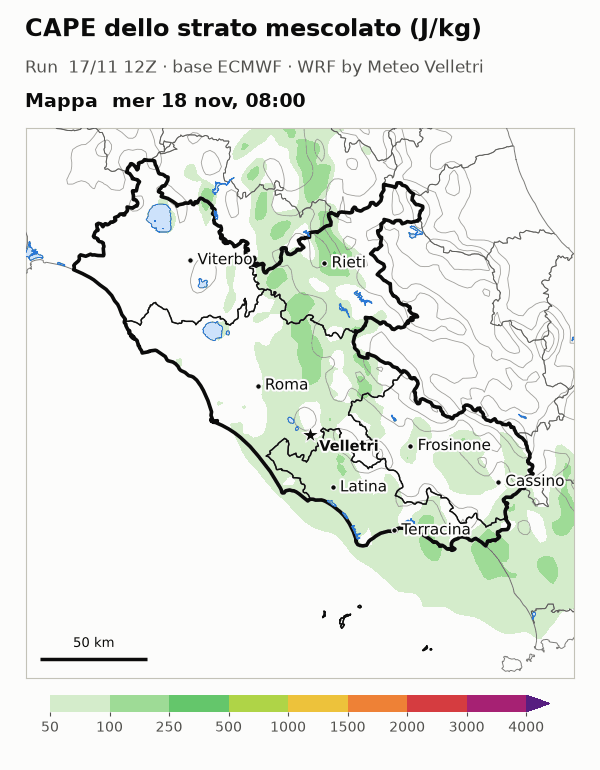 CAPE dello strato mescolato (J/kg)
Run  17/11 12Z · base ECMWF · WRF by Meteo Velletri
Mappa  mer 18 nov, 08:00
Viterbo
Rieti
Roma
Velletri
Frosinone
Latina
Cassino
Terracina
50 km
50 100 250 500 1000 1500 2000 3000 4000